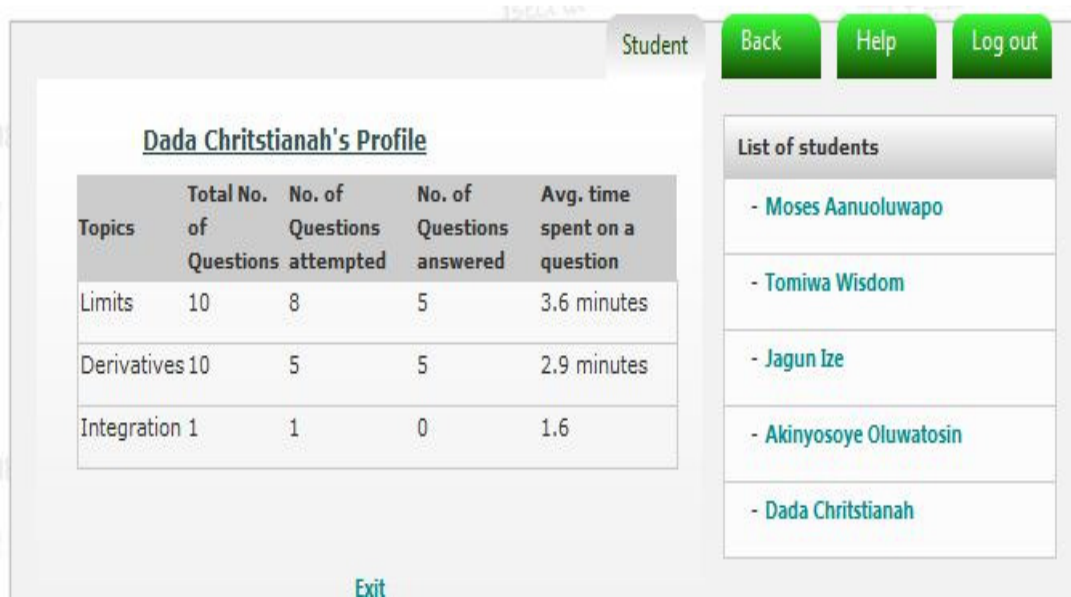 Student
Back
Help
Log out
Dada Chritstianah's Profile
Topics
Total No. of Questions
No. of Questions attempted
No. of Questions answered
Avg. time spent on a question
Limits 10 8 5 3.6 minutes
Derivatives 10 5 5 2.9 minutes
Integration 1 1 0 1.6
Exit
List of students
- Moses Aanuoluwapo
- Tomiwa Wisdom
- Jagun Ize
- Akinyosoye Oluwatosin
- Dada Chritstianah